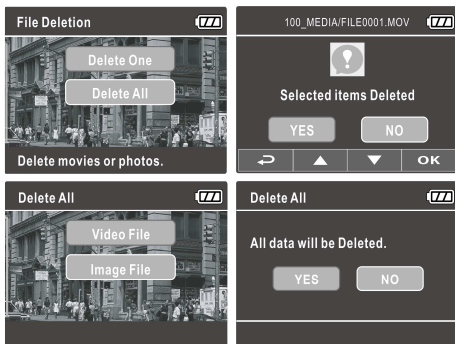 File Deletion
Delete One
Delete All
Delete movies or photos.
100_MEDIA/FILE0001.MOV
Selected items Deleted
YES NO
OK
Delete All
Video File
Image File
Delete All
All data will be Deleted.
YES NO